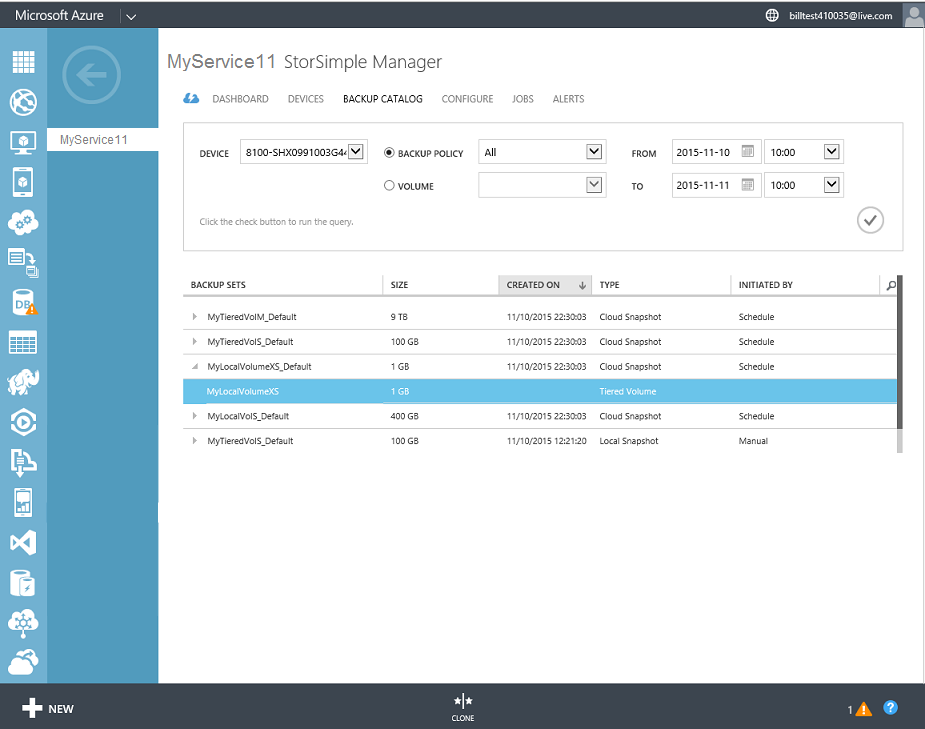 Microsoft Azure billtest410035@live.com
MyService11 StorSimple Manager
DASHBOARD DEVICES BACKUP CATALOG CONFIGURE JOBS ALERTS
MyService11
DEVICE 8100-SHX0991003G4 BACKUP POLICY All FROM 2015-11-10 10:00
VOLUME TO 2015-11-11 10:00
Click the check button to run the query.
BACKUP SETS SIZE CREATED ON TYPE INITIATED BY
MyTieredVolM_Default 9 TB 11/10/2015 22:30:03 Cloud Snapshot Schedule
MyTieredVolS_Default 100 GB 11/10/2015 22:30:03 Cloud Snapshot Schedule
MyLocalVolumeXS_Default 1 GB 11/10/2015 22:30:03 Cloud Snapshot Schedule
MyLocalVolumeXS 1 GB Tiered Volume
MyLocalVolS_Default 400 GB 11/10/2015 22:30:03 Cloud Snapshot Schedule
MyTieredVolS_Default 100 GB 11/10/2015 12:21:20 Local Snapshot Manual
DB
NEW CLONE 1